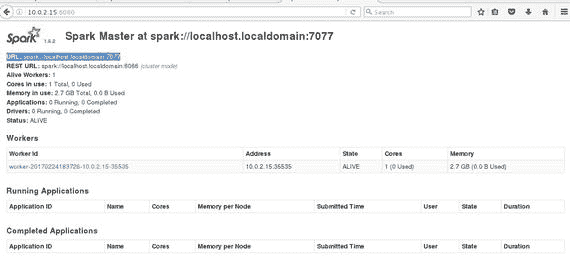 10.0.2.15:8080
Search
Spark 1.6.2 Spark Master at spark://localhost.localdomain:7077
URL: spark://localhost.localdomain:7077
REST URL: spark://localhost.localdomain:6066 (cluster mode)
Alive Workers: 1
Cores in use: 1 Total, 0 Used
Memory in use: 2.7 GB Total, 0.0 B Used
Applications: 0 Running, 0 Completed
Drivers: 0 Running, 0 Completed
Status: ALIVE
Workers
Worker Id Address State Cores Memory
worker-20170224183726-10.0.2.15-35535 10.0.2.15:35535 ALIVE 1 (0 Used) 2.7 GB (0.0 B Used)
Running Applications
Application ID Name Cores Memory per Node Submitted Time User State Duration
Completed Applications
Application ID Name Cores Memory per Node Submitted Time User State Duration